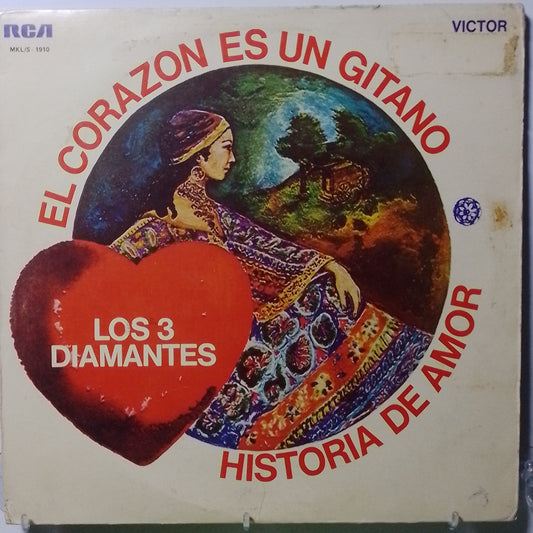 RCA
VICTOR
MKL/S - 1910
EL CORAZON ES UN GITANO
LOS 3
DIAMANTES
HISTORIA DE AMOR